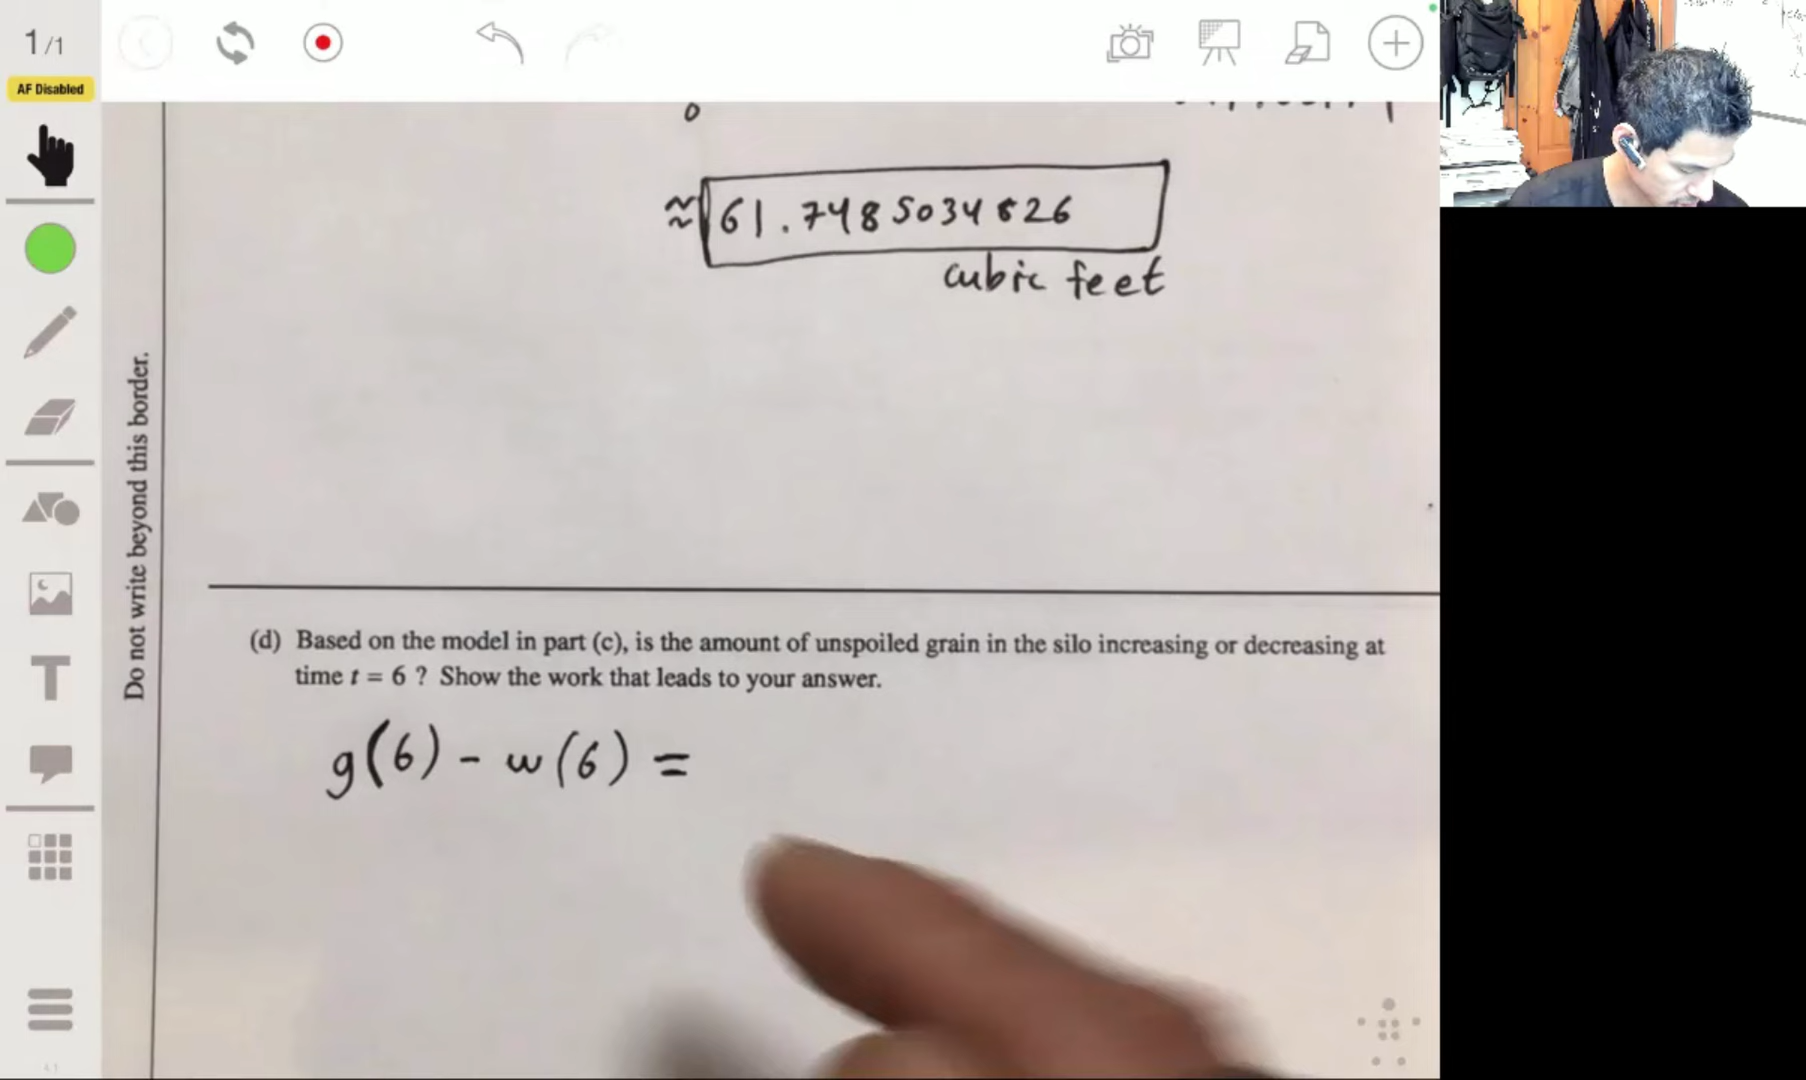 1/1
AF Disabled
0
≈ 61.7485034826
cubic feet
Do not write beyond this border.
(d) Based on the model in part (c), is the amount of unspoiled grain in the silo increasing or decreasing at
time t = 6 ? Show the work that leads to your answer.
g(6) - w(6) =
T